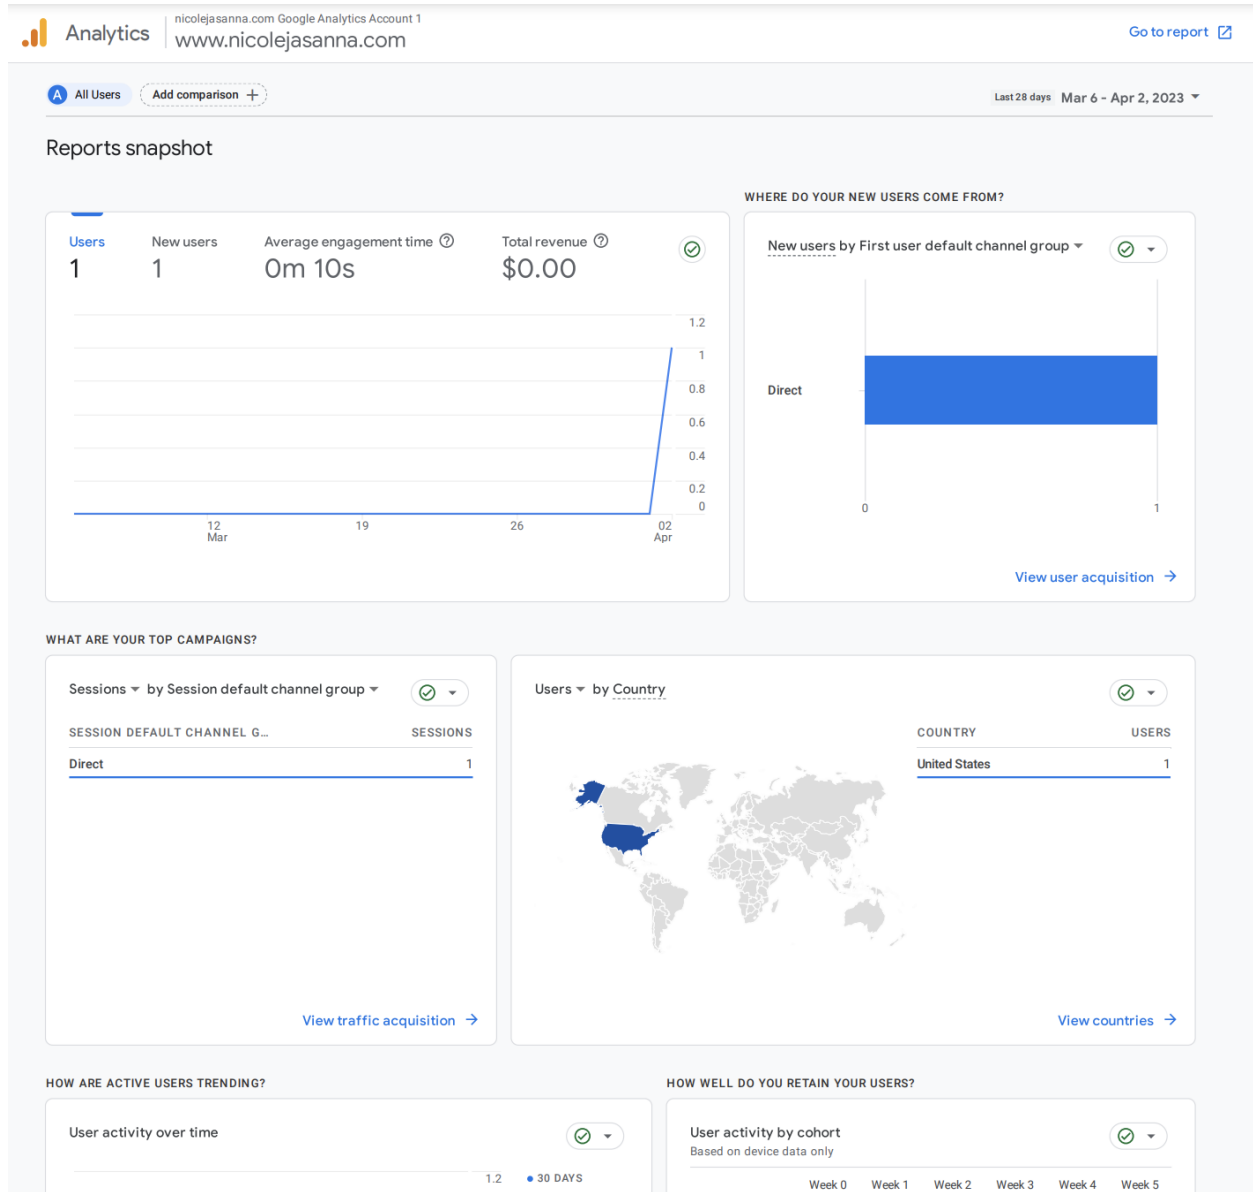 Analytics
nicolejasanna.com Google Analytics Account 1
www.nicolejasanna.com
Go to report
A All Users
Add comparison +
Last 28 days Mar 6 - Apr 2, 2023
Reports snapshot
Users
1
New users
1
Average engagement time
0m 10s
Total revenue
$0.00
1.2
1
0.8
0.6
0.4
0.2
0
12
Mar
19
26
02
Apr
WHERE DO YOUR NEW USERS COME FROM?
New users by First user default channel group
Direct
0
1
View user acquisition
WHAT ARE YOUR TOP CAMPAIGNS?
Sessions by Session default channel group
SESSION DEFAULT CHANNEL G... SESSIONS
Direct 1
View traffic acquisition
Users by Country
COUNTRY USERS
United States 1
View countries
HOW ARE ACTIVE USERS TRENDING?
User activity over time
1.2
30 DAYS
HOW WELL DO YOU RETAIN YOUR USERS?
User activity by cohort
Based on device data only
Week 0 Week 1 Week 2 Week 3 Week 4 Week 5